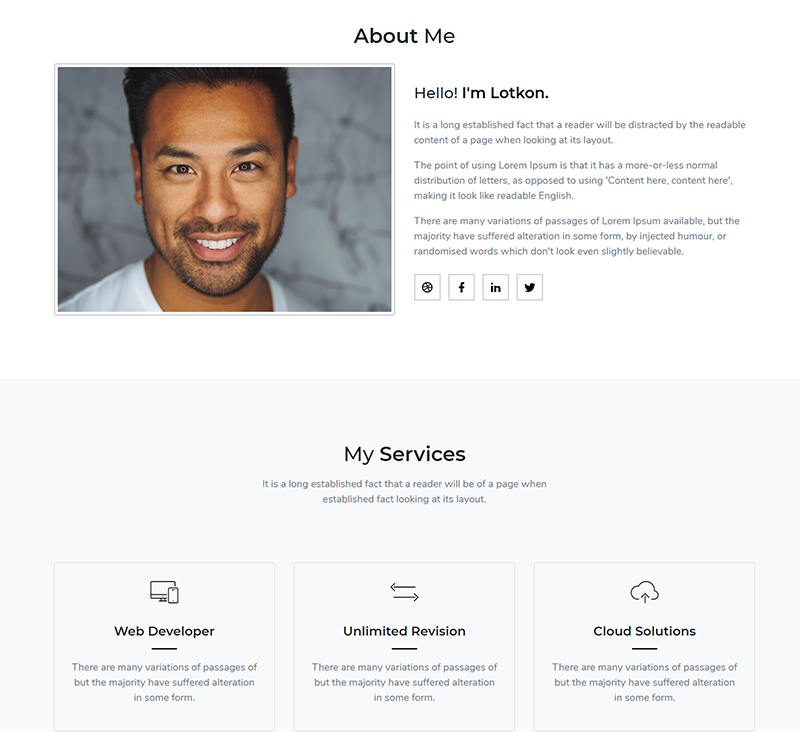 About Me
Hello! I'm Lotkon.
It is a long established fact that a reader will be distracted by the readable
content of a page when looking at its layout.
The point of using Lorem Ipsum is that it has a more-or-less normal
distribution of letters, as opposed to using 'Content here, content here',
making it look like readable English.
There are many variations of passages of Lorem Ipsum available, but the
majority have suffered alteration in some form, by injected humour, or
randomised words which don't look even slightly believable.
My Services
It is a long established fact that a reader will be of a page when
established fact looking at its layout.
Web Developer
There are many variations of passages of
but the majority have suffered alteration
in some form.
Unlimited Revision
There are many variations of passages of
but the majority have suffered alteration
in some form.
Cloud Solutions
There are many variations of passages of
but the majority have suffered alteration
in some form.